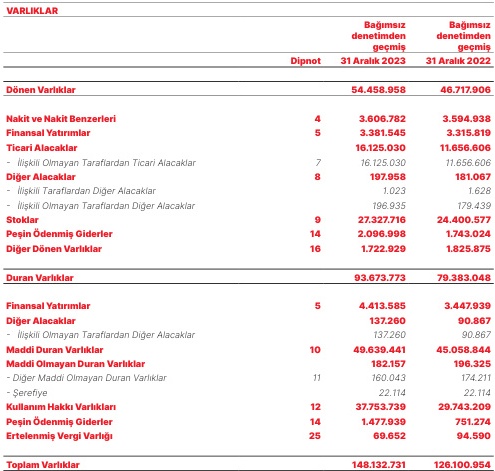 VARLIKLAR
Bağımsız Bağımsız
denetimden denetimden
geçmiş geçmiş
Dipnot 31 Aralık 2023 31 Aralık 2022
Dönen Varlıklar 54.458.958 46.717.906
Nakit ve Nakit Benzerleri 4 3.606.782 3.594.938
Finansal Yatırımlar 5 3.381.545 3.315.819
Ticari Alacaklar 16.125.030 11.656.606
- İlişkili Olmayan Taraflardan Ticari Alacaklar 7 16.125.030 11.656.606
Diğer Alacaklar 8 197.958 181.067
- İlişkili Taraflardan Diğer Alacaklar 1.023 1.628
- İlişkili Olmayan Taraflardan Diğer Alacaklar 196.935 179.439
Stoklar 9 27.327.716 24.400.577
Peşin Ödenmiş Giderler 14 2.096.998 1.743.024
Diğer Dönen Varlıklar 16 1.722.929 1.825.875
Duran Varlıklar 93.673.773 79.383.048
Finansal Yatırımlar 5 4.413.585 3.447.939
Diğer Alacaklar 137.260 90.867
- İlişkili Olmayan Taraflardan Diğer Alacaklar 137.260 90.867
Maddi Duran Varlıklar 10 49.639.441 45.058.844
Maddi Olmayan Duran Varlıklar 182.157 196.325
- Diğer Maddi Olmayan Duran Varlıklar 11 160.043 174.211
- Şerefiye 22.114 22.114
Kullanım Hakkı Varlıkları 12 37.753.739 29.743.209
Peşin Ödenmiş Giderler 14 1.477.939 751.274
Ertelenmiş Vergi Varlığı 25 69.652 94.590
Toplam Varlıklar 148.132.731 126.100.954